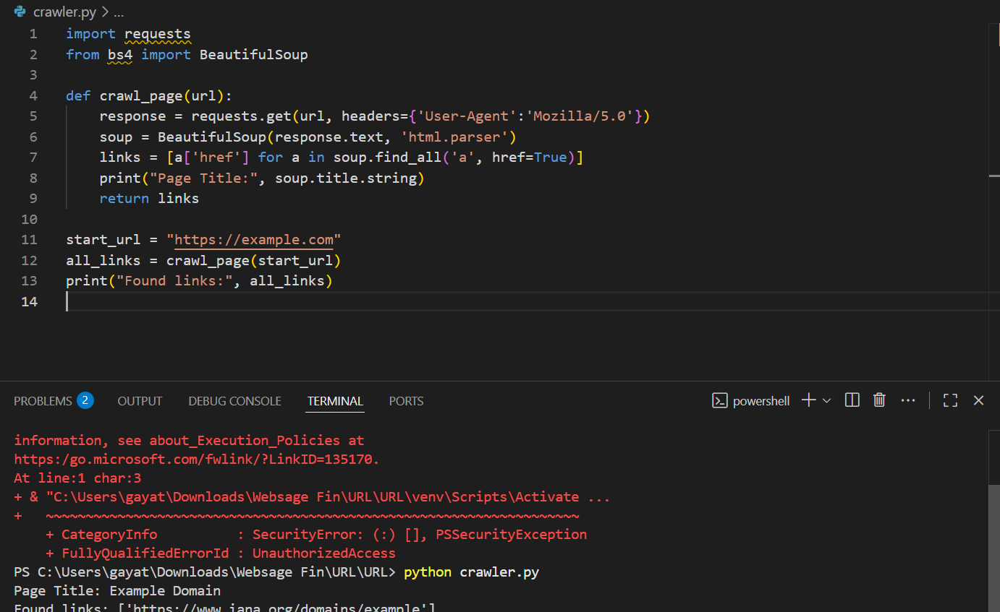 crawler.py > ...
1 import requests
2 from bs4 import BeautifulSoup
3
4 def crawl_page(url):
5     response = requests.get(url, headers={'User-Agent':'Mozilla/5.0'})
6     soup = BeautifulSoup(response.text, 'html.parser')
7     links = [a['href'] for a in soup.find_all('a', href=True)]
8     print("Page Title:", soup.title.string)
9     return links
10
11 start_url = "https://example.com"
12 all_links = crawl_page(start_url)
13 print("Found links:", all_links)
14
PROBLEMS 2 OUTPUT DEBUG CONSOLE TERMINAL PORTS powershell
information, see about_Execution_Policies at
https:/go.microsoft.com/fwlink/?LinkID=135170.
At line:1 char:3
+ & "C:\Users\gayat\Downloads\Websage Fin\URL\URL\venv\Scripts\Activate ...
+   ~~~~~~~~~~~~~~~~~~~~~~~~~~~~~~~~~~~~~~~~~~~~~~~~~~~~~~~~~~~~~~~~~~~
    + CategoryInfo          : SecurityError: (:) [], PSSecurityException
    + FullyQualifiedErrorId : UnauthorizedAccess
PS C:\Users\gayat\Downloads\Websage Fin\URL\URL> python crawler.py
Page Title: Example Domain
Found links: ['https://www.iana.org/domains/example']